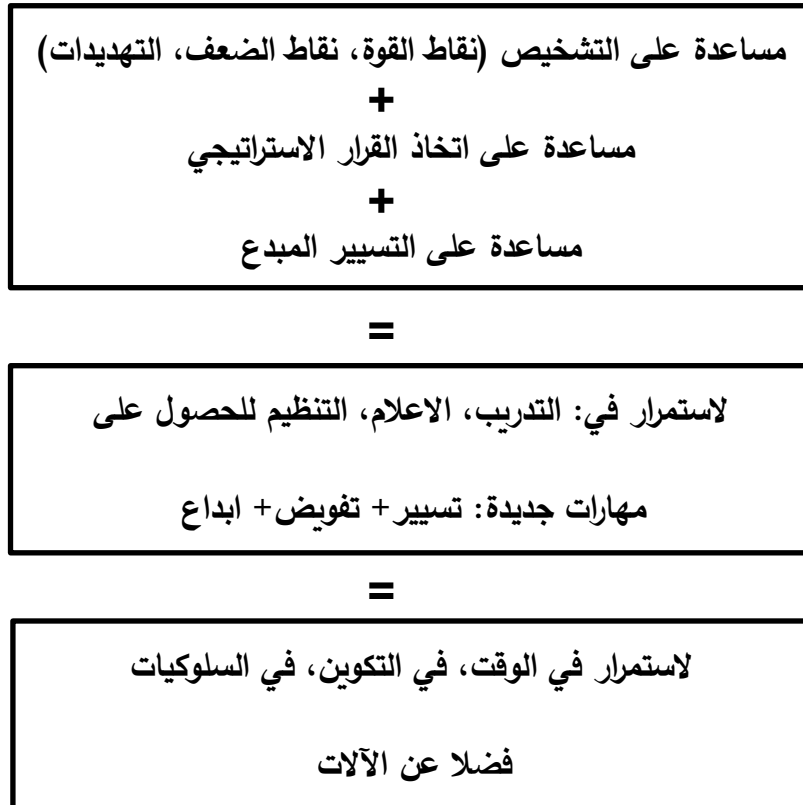 مساعدة على التشخيص (نقاط القوة، نقاط الضعف، التهديدات)
+
مساعدة على اتخاذ القرار الاستراتيجي
+
مساعدة على التسيير المبدع
=
لاستمرار في: التدريب، الاعلام، التنظيم للحصول على
مهارات جديدة: تسيير+ تفويض+ ابداع
=
لاستمرار في الوقت، في التكوين، في السلوكيات
فضلا عن الآلات